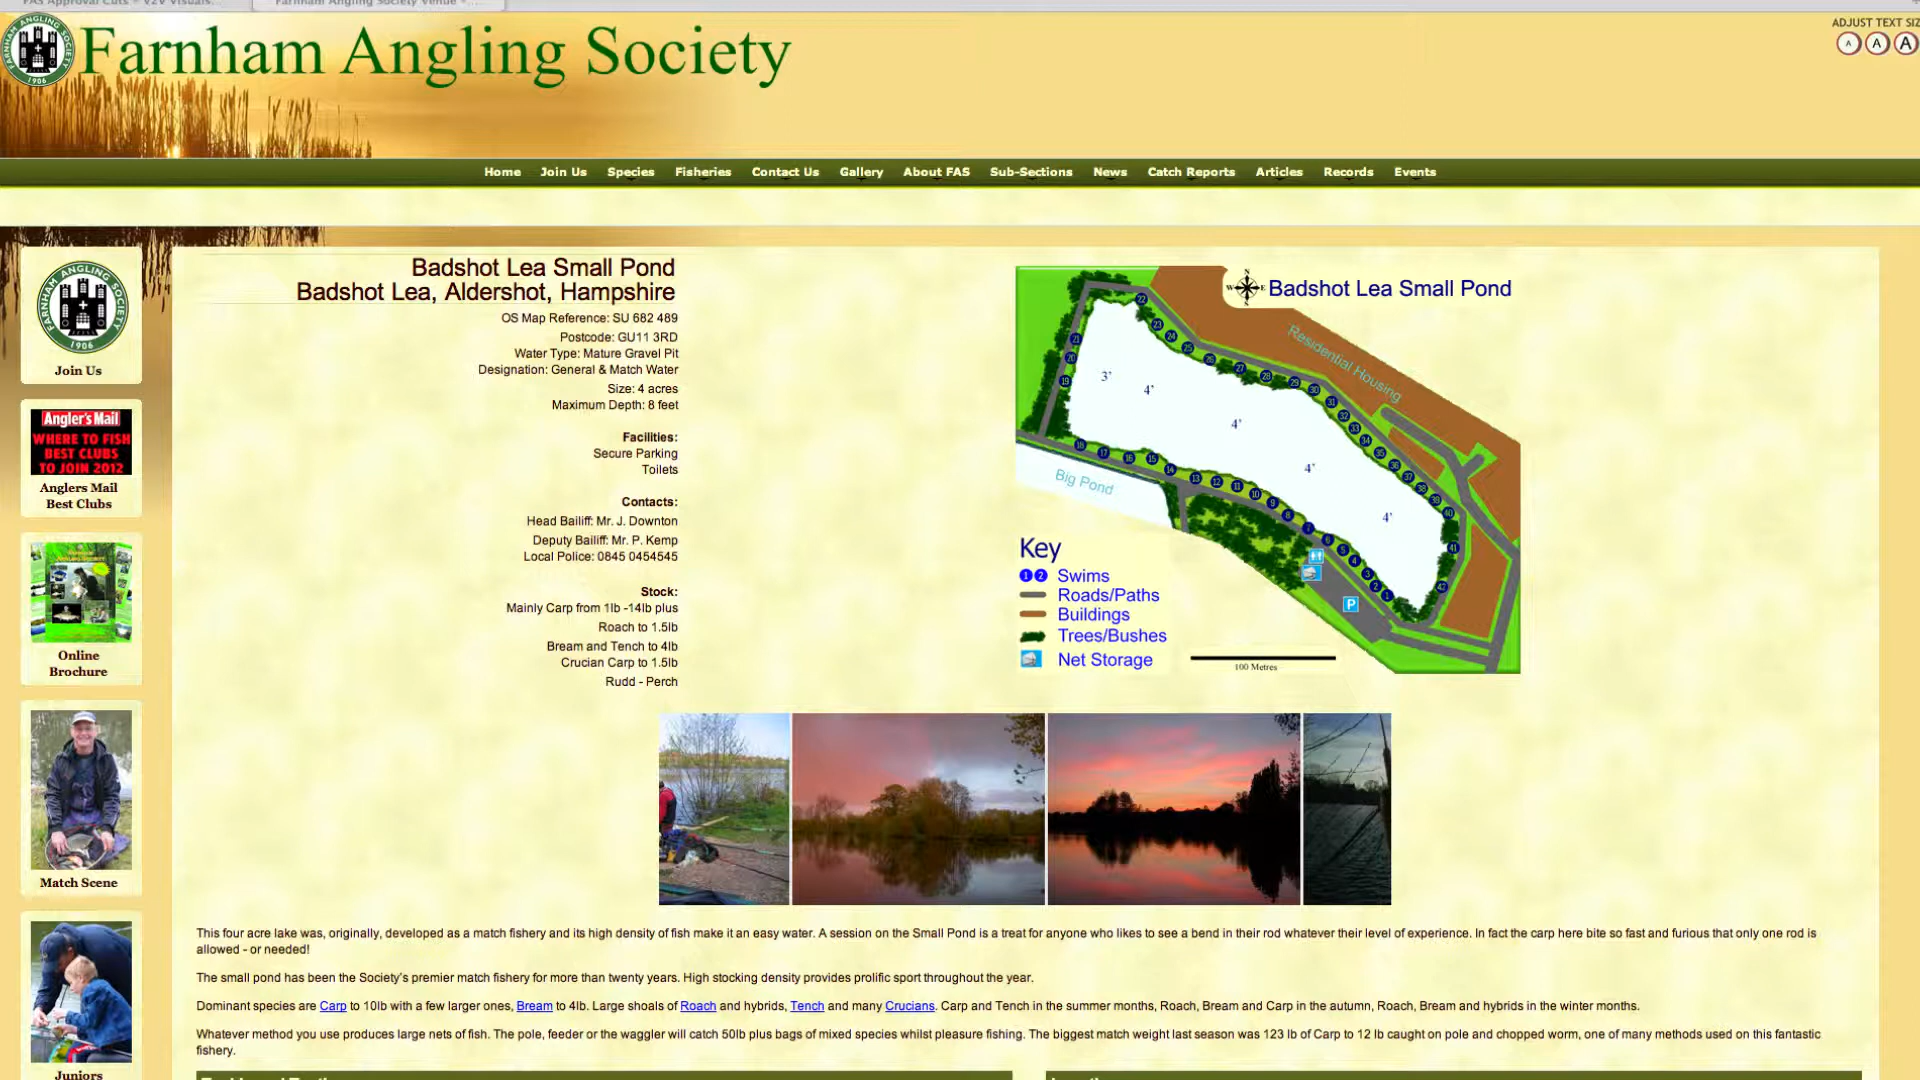 Farnham Angling Society
ADJUST TEXT SIZ
A A A
Home Join Us Species Fisheries Contact Us Gallery About FAS Sub-Sections News Catch Reports Articles Records Events
FARNHAM ANGLING SOCIETY
1906
Join Us
Angler's Mail
WHERE TO FISH
BEST CLUBS
TO JOIN 2012
Anglers Mail
Best Clubs
Online
Brochure
Match Scene
Juniors
Badshot Lea Small Pond
Badshot Lea, Aldershot, Hampshire
OS Map Reference: SU 682 489
Postcode: GU11 3RD
Water Type: Mature Gravel Pit
Designation: General & Match Water
Size: 4 acres
Maximum Depth: 8 feet
Facilities:
Secure Parking
Toilets
Contacts:
Head Bailiff: Mr. J. Downton
Deputy Bailiff: Mr. P. Kemp
Local Police: 0845 0454545
Stock:
Mainly Carp from 1lb -14lb plus
Roach to 1.5lb
Bream and Tench to 4lb
Crucian Carp to 1.5lb
Rudd - Perch
N
W E
S
Badshot Lea Small Pond
Residential Housing
3' 4' 4' 4' 4'
Big Pond
P
Key
1 2 Swims
Roads/Paths
Buildings
Trees/Bushes
Net Storage
100 Metres
This four acre lake was, originally, developed as a match fishery and its high density of fish make it an easy water. A session on the Small Pond is a treat for anyone who likes to see a bend in their rod whatever their level of experience. In fact the carp here bite so fast and furious that only one rod is
allowed - or needed!
The small pond has been the Society's premier match fishery for more than twenty years. High stocking density provides prolific sport throughout the year.
Dominant species are Carp to 10lb with a few larger ones, Bream to 4lb. Large shoals of Roach and hybrids, Tench and many Crucians. Carp and Tench in the summer months, Roach, Bream and Carp in the autumn, Roach, Bream and hybrids in the winter months.
Whatever method you use produces large nets of fish. The pole, feeder or the waggler will catch 50lb plus bags of mixed species whilst pleasure fishing. The biggest match weight last season was 123 lb of Carp to 12 lb caught on pole and chopped worm, one of many methods used on this fantastic
fishery.